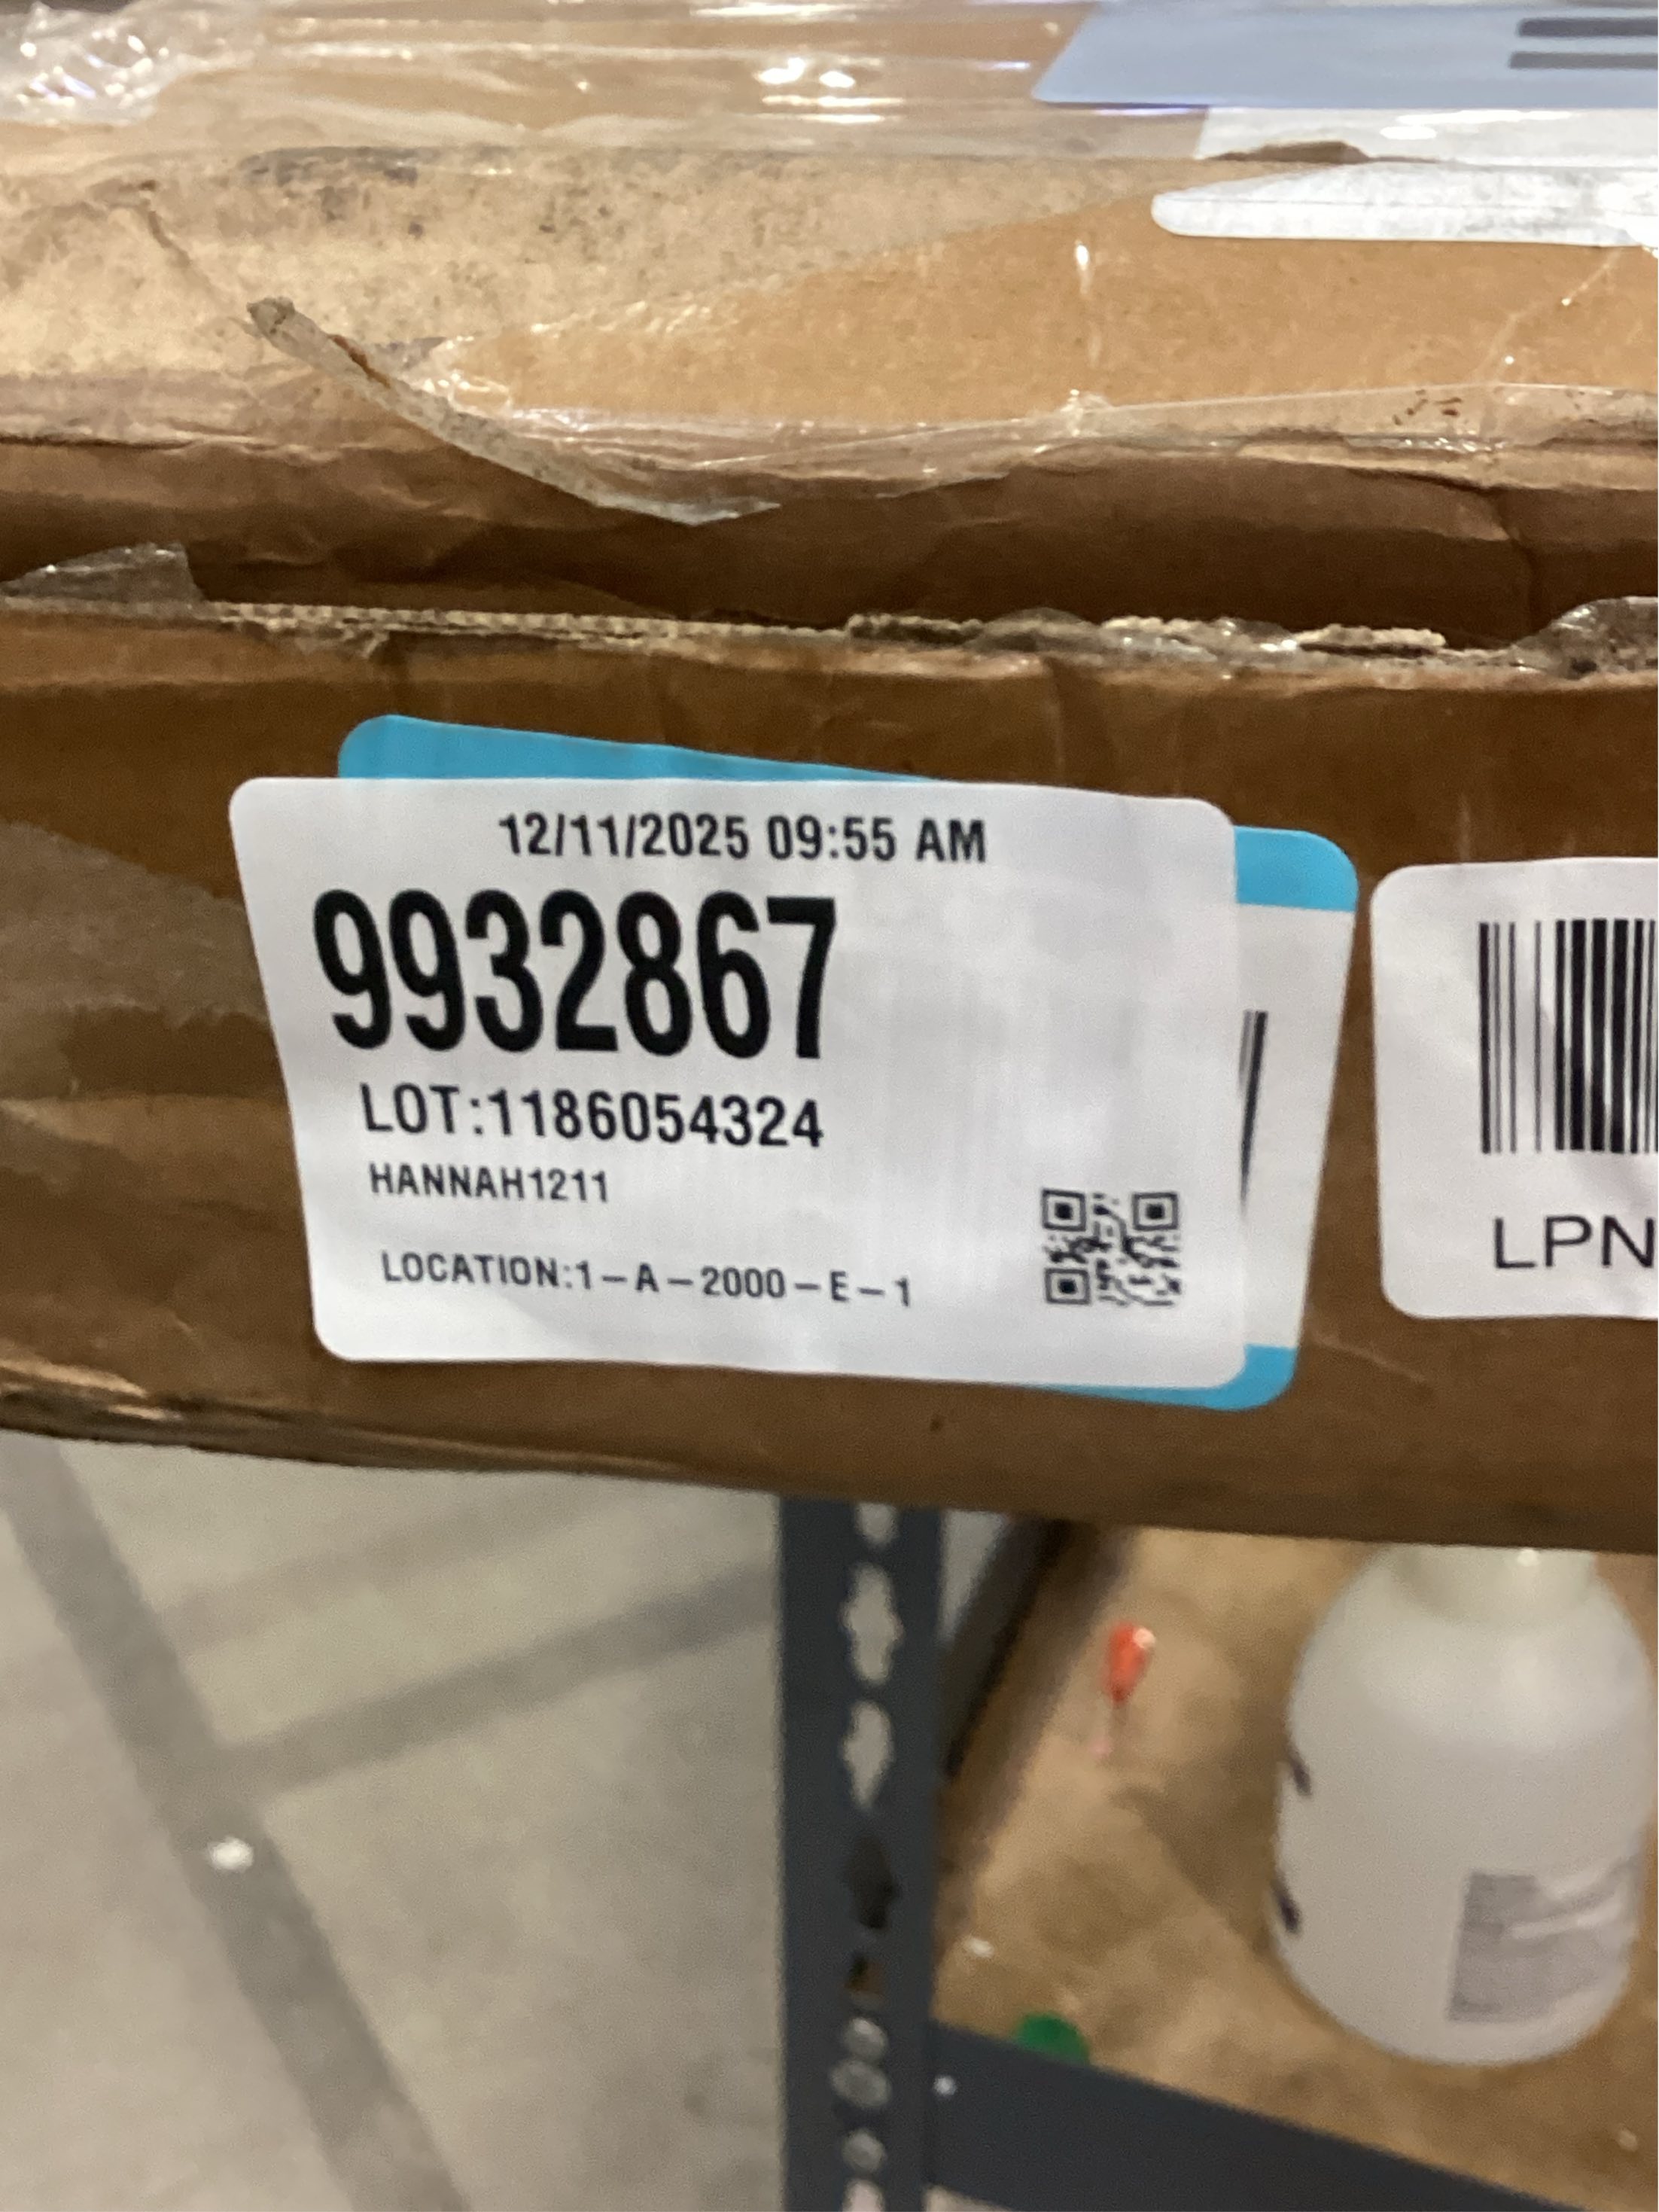 12/11/2025 09:55 AM
9932867
LOT:1186054324
HANNAH1211
LOCATION:1-A-2000-E-1
LPN